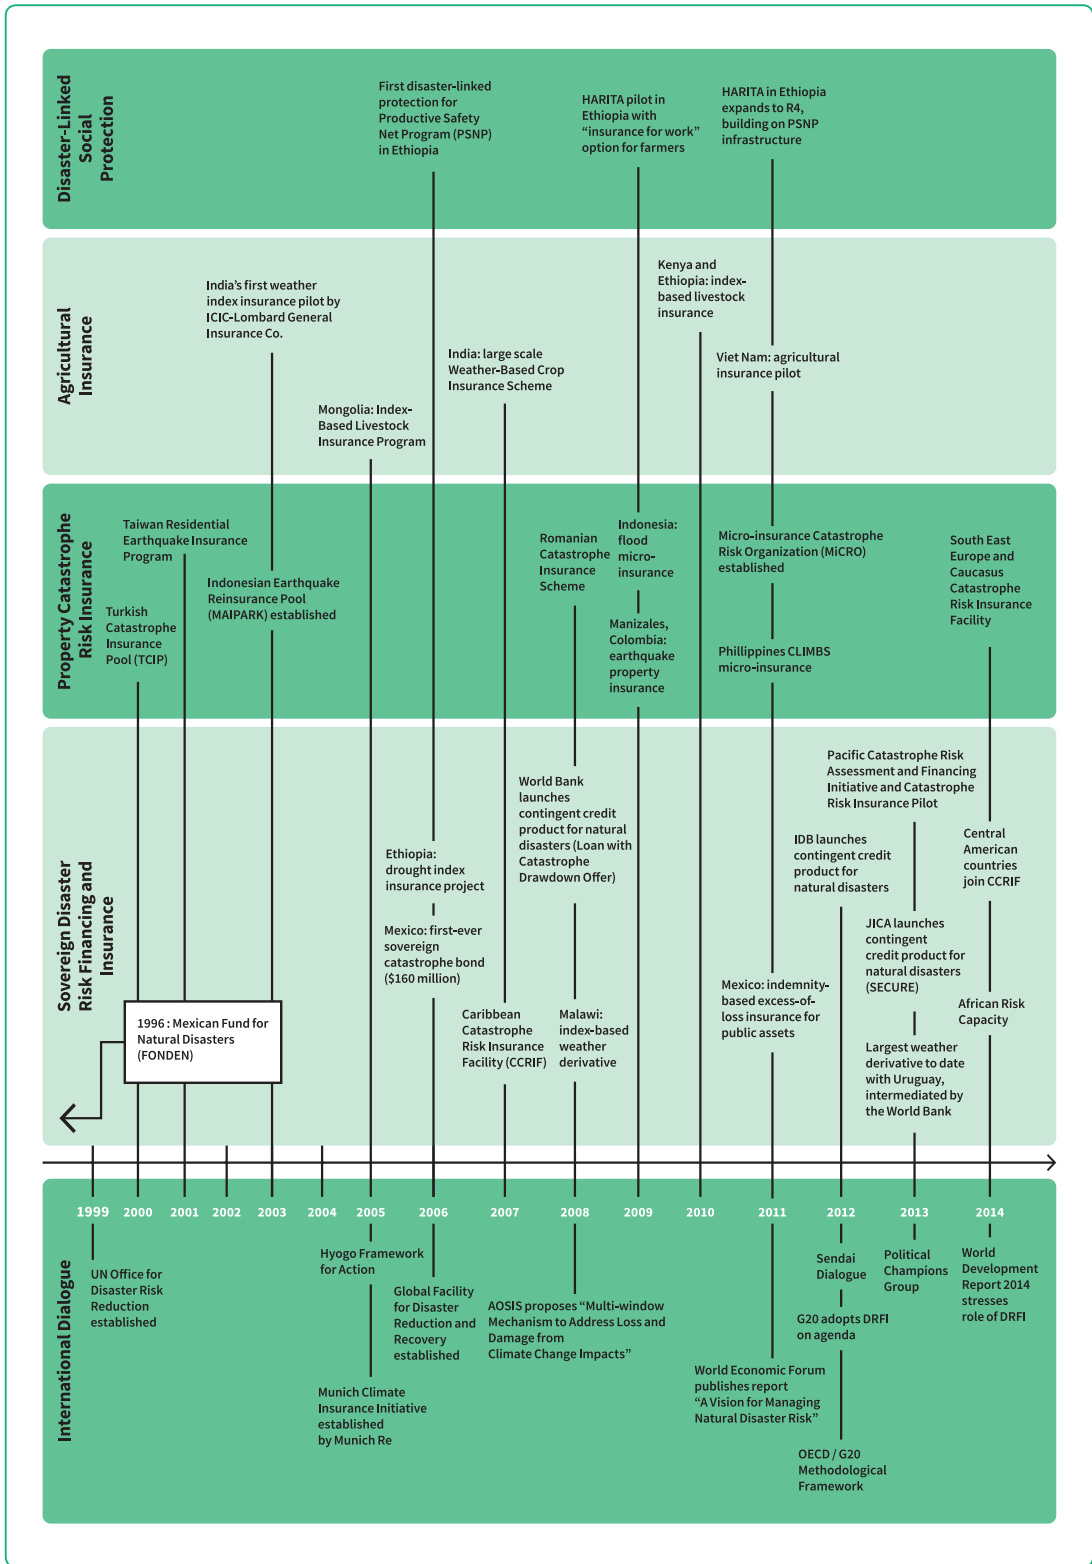 Disaster-Linked
Social
Protection
First disaster-linked
protection for
Productive Safety
Net Program (PSNP)
in Ethiopia
HARITA pilot in
Ethiopia with
“insurance for work”
option for farmers
HARITA in Ethiopia
expands to R4,
building on PSNP
infrastructure
Agricultural
Insurance
India’s first weather
index insurance pilot by
ICIC-Lombard General
Insurance Co.
Mongolia: Index-
Based Livestock
Insurance Program
India: large scale
Weather-Based Crop
Insurance Scheme
Kenya and
Ethiopia: index-
based livestock
insurance
Viet Nam: agricultural
insurance pilot
Property Catastrophe
Risk Insurance
Turkish
Catastrophe
Insurance
Pool (TCIP)
Taiwan Residential
Earthquake Insurance
Program
Indonesian Earthquake
Reinsurance Pool
(MAIPARK) established
Romanian
Catastrophe
Insurance
Scheme
Indonesia:
flood
micro-
insurance
Manizales,
Colombia:
earthquake
property
insurance
Micro-insurance Catastrophe
Risk Organization (MiCRO)
established
Phillippines CLIMBS
micro-insurance
South East
Europe and
Caucasus
Catastrophe
Risk Insurance
Facility
Sovereign Disaster
Risk Financing and
Insurance
1996 : Mexican Fund for
Natural Disasters
(FONDEN)
Ethiopia:
drought index
insurance project
Mexico: first-ever
sovereign
catastrophe bond
($160 million)
Caribbean
Catastrophe
Risk Insurance
Facility (CCRIF)
World Bank
launches
contingent credit
product for natural
disasters (Loan with
Catastrophe
Drawdown Offer)
Malawi:
index-based
weather
derivative
Mexico: indemnity-
based excess-of-
loss insurance for
public assets
IDB launches
contingent credit
product for
natural disasters
Pacific Catastrophe Risk
Assessment and Financing
Initiative and Catastrophe
Risk Insurance Pilot
JICA launches
contingent
credit product for
natural disasters
(SECURE)
Largest weather
derivative to date
with Uruguay,
intermediated by
the World Bank
Central
American
countries
join CCRIF
African Risk
Capacity
International Dialogue
1999
2000
2001
2002
2003
2004
2005
2006
2007
2008
2009
2010
2011
2012
2013
2014
UN Office for
Disaster Risk
Reduction
established
Hyogo Framework
for Action
Munich Climate
Insurance Initiative
established
by Munich Re
Global Facility
for Disaster
Reduction and
Recovery
established
AOSIS proposes “Multi-window
Mechanism to Address Loss and
Damage from
Climate Change Impacts”
World Economic Forum
publishes report
“A Vision for Managing
Natural Disaster Risk”
Sendai
Dialogue
G20 adopts DRFI
on agenda
OECD / G20
Methodological
Framework
Political
Champions
Group
World
Development
Report 2014
stresses
role of DRFI